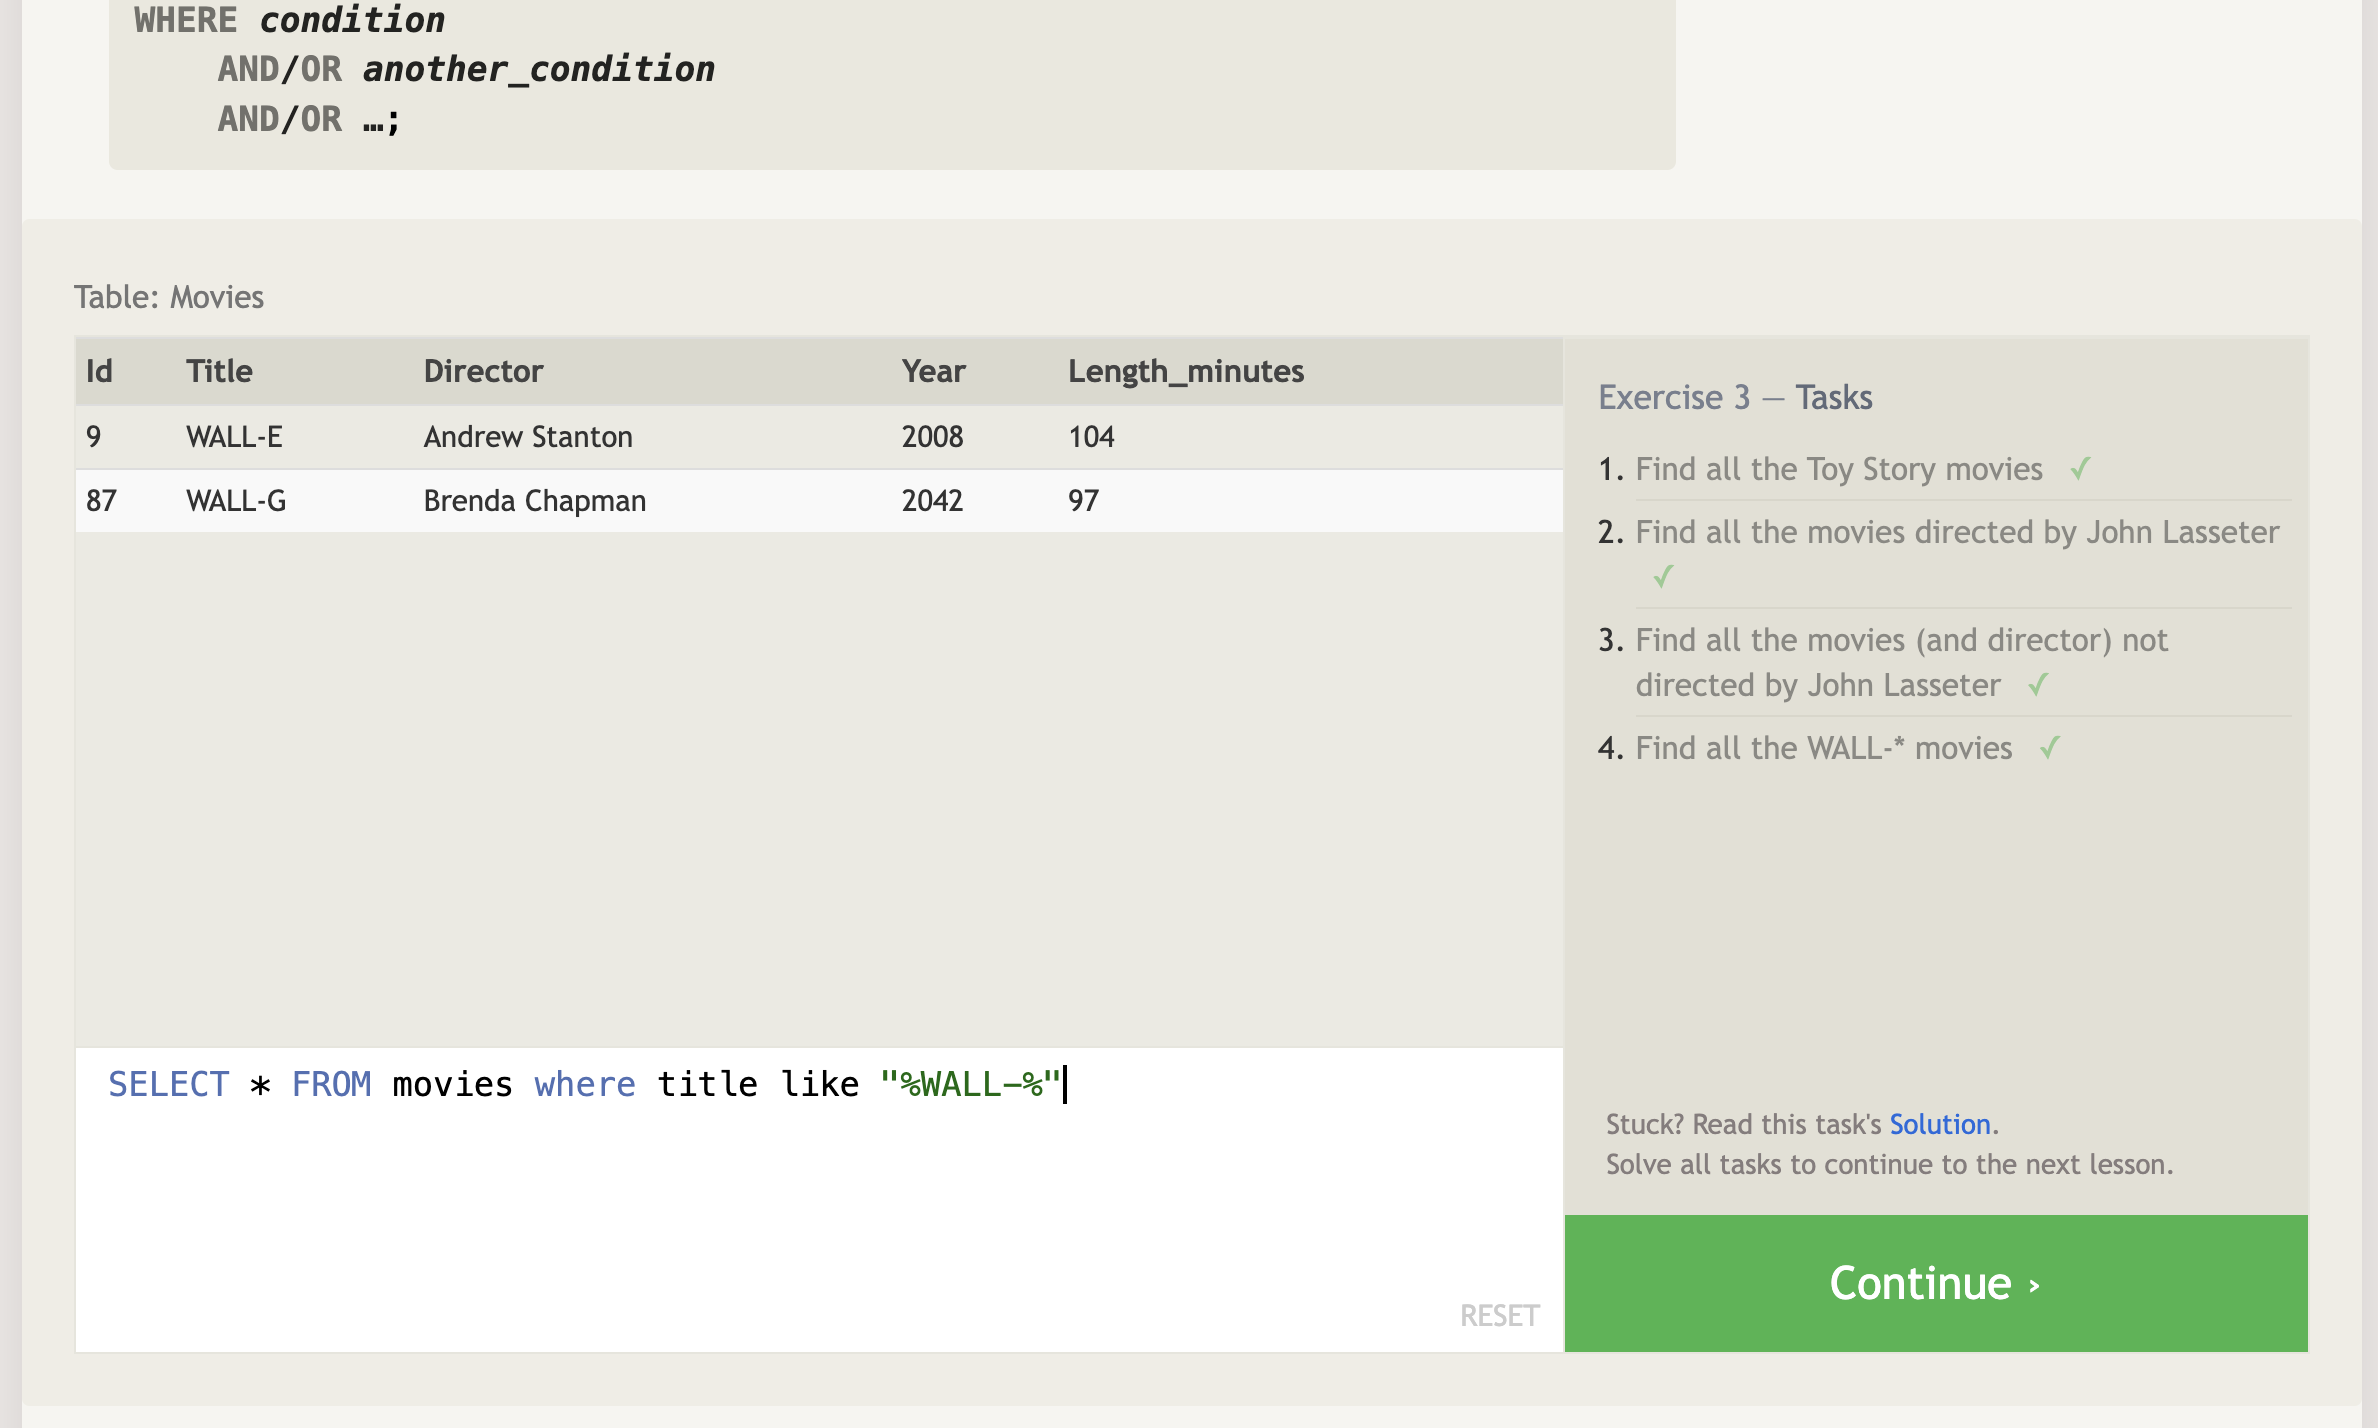 WHERE condition
AND/OR another_condition
AND/OR …;
Table: Movies
Id Title Director Year Length_minutes
9 WALL-E Andrew Stanton 2008 104
87 WALL-G Brenda Chapman 2042 97
SELECT * FROM movies where title like "%WALL-%"
RESET
Exercise 3 — Tasks
1. Find all the Toy Story movies ✓
2. Find all the movies directed by John Lasseter
✓
3. Find all the movies (and director) not
directed by John Lasseter ✓
4. Find all the WALL-* movies ✓
Stuck? Read this task's Solution.
Solve all tasks to continue to the next lesson.
Continue ›